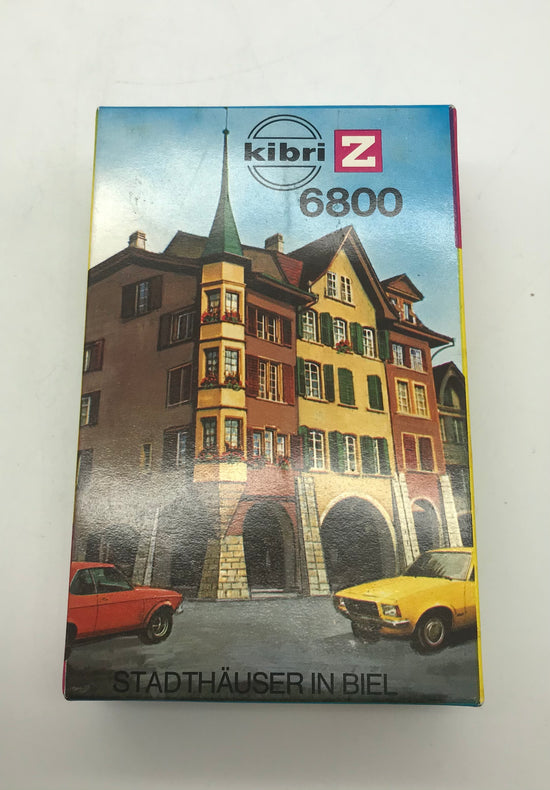 kibri Z
6800
STADTHÄUSER IN BIEL